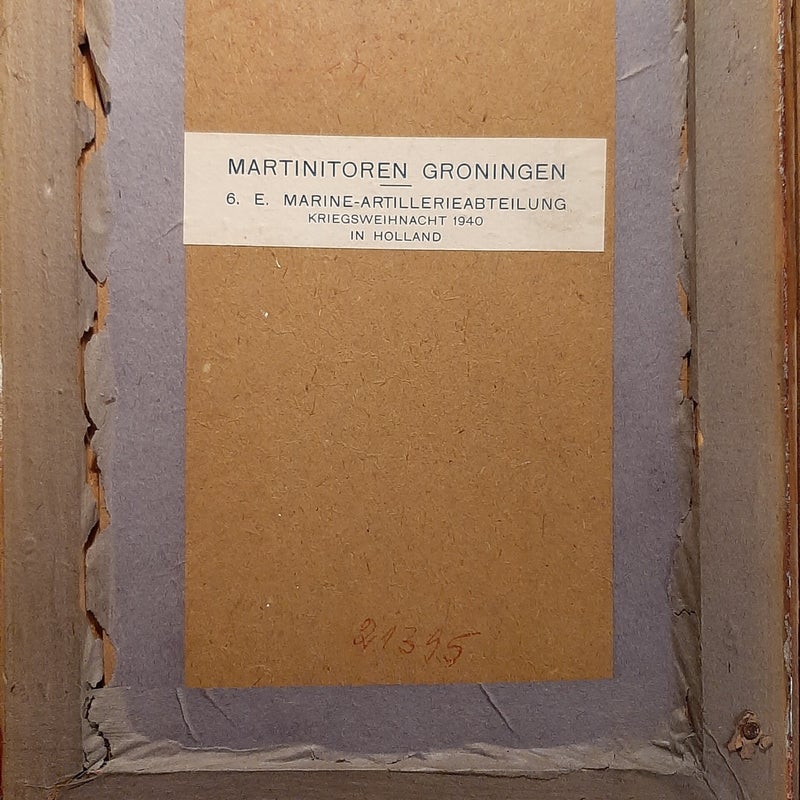 MARTINITOREN GRONINGEN
6. E. MARINE-ARTILLERIEABTEILUNG
KRIEGSWEIHNACHT 1940
IN HOLLAND
21395